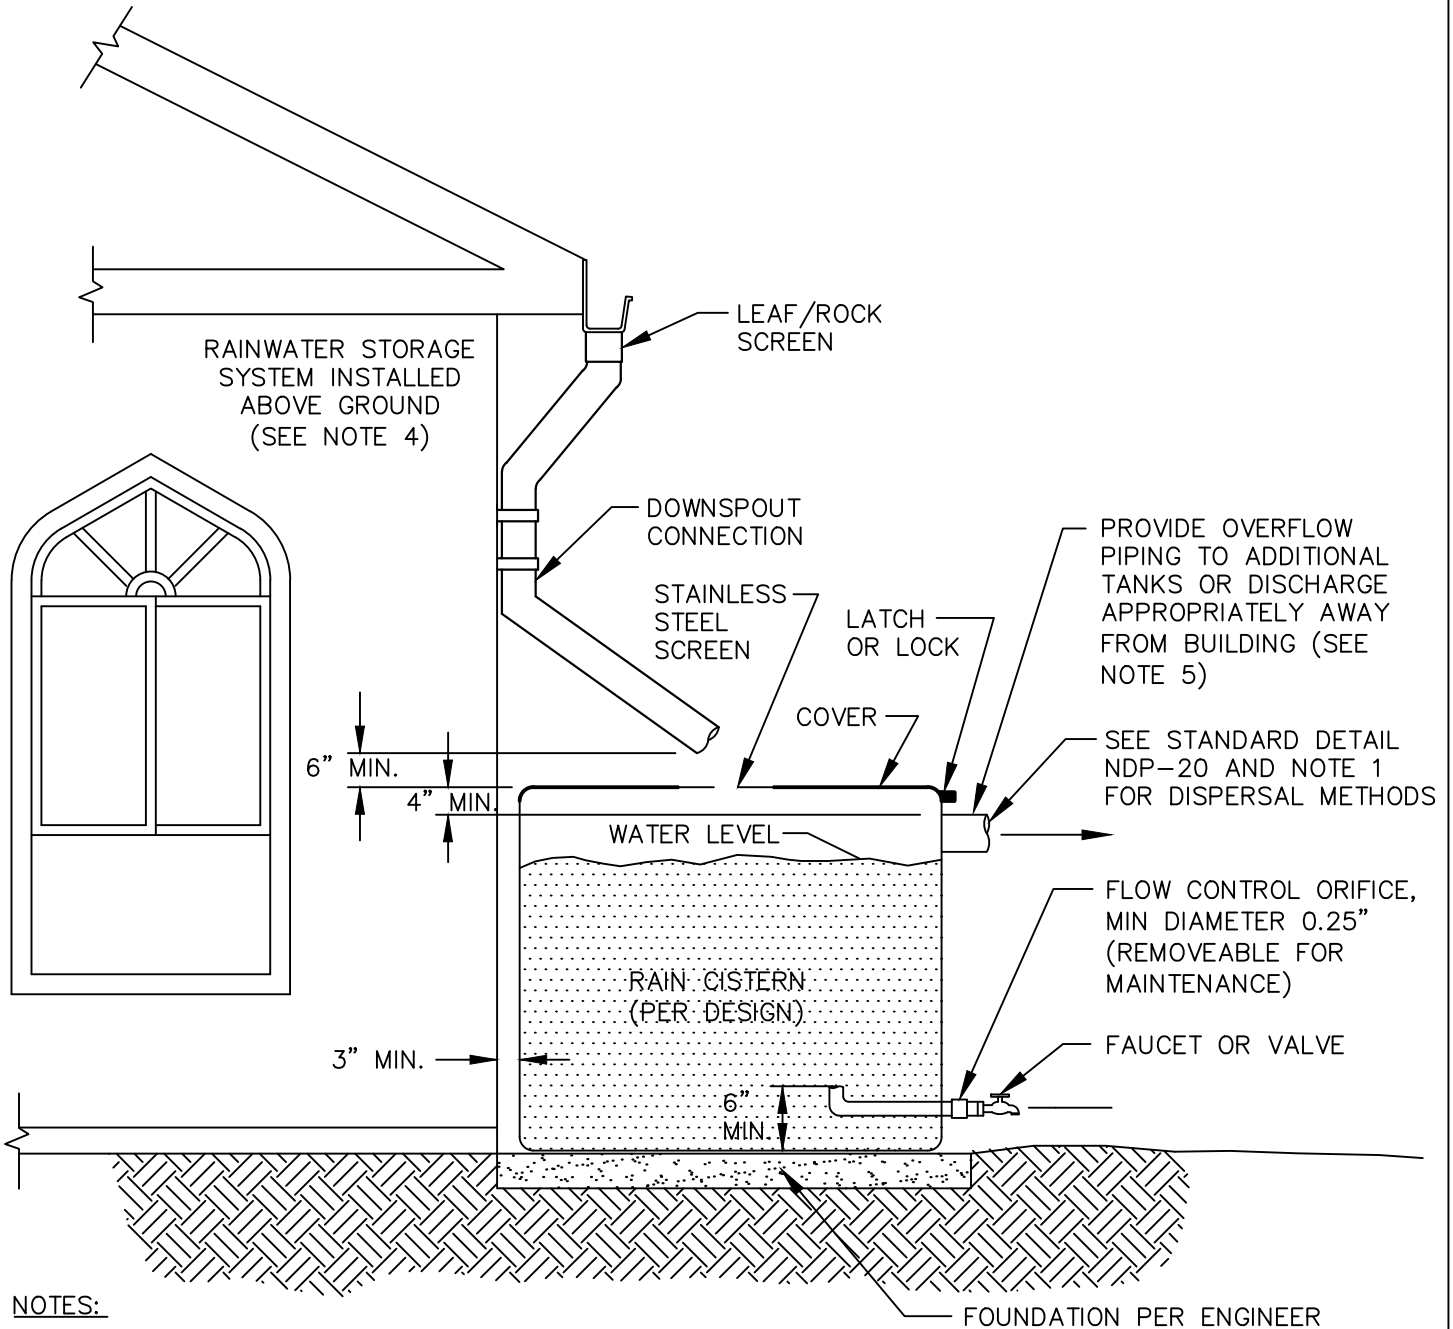 LEAF/ROCK
SCREEN
RAINWATER STORAGE
SYSTEM INSTALLED
ABOVE GROUND
(SEE NOTE 4)
DOWNSPOUT
CONNECTION
STAINLESS
STEEL
SCREEN
LATCH
OR LOCK
PROVIDE OVERFLOW
PIPING TO ADDITIONAL
TANKS OR DISCHARGE
APPROPRIATELY AWAY
FROM BUILDING (SEE
NOTE 5)
COVER
SEE STANDARD DETAIL
NDP-20 AND NOTE 1
FOR DISPERSAL METHODS
6” MIN.
4” MIN.
WATER LEVEL
FLOW CONTROL ORIFICE,
MIN DIAMETER 0.25”
(REMOVEABLE FOR
MAINTENANCE)
RAIN CISTERN
(PER DESIGN)
3” MIN.
FAUCET OR VALVE
6”
MIN.
NOTES:
FOUNDATION PER ENGINEER